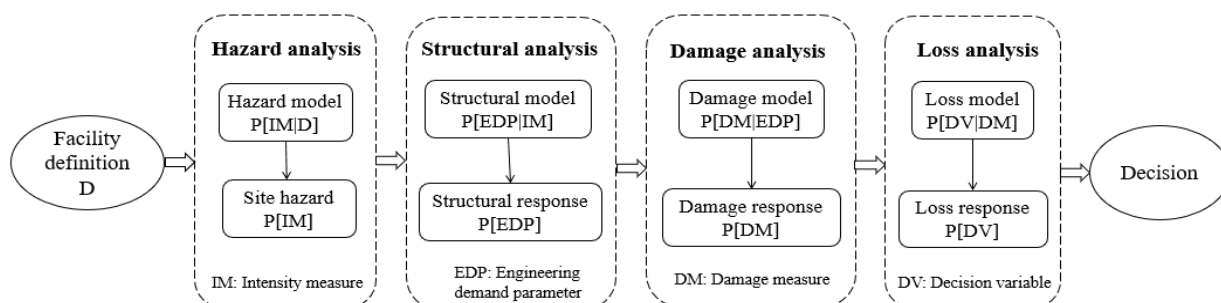 Facility
definition
D
Hazard analysis
Hazard model
P[IM|D]
Site hazard
P[IM]
IM: Intensity measure
Structural analysis
Structural model
P[EDP|IM]
Structural response
P[EDP]
EDP: Engineering
demand parameter
Damage analysis
Damage model
P[DM|EDP]
Damage response
P[DM]
DM: Damage measure
Loss analysis
Loss model
P[DV|DM]
Loss response
P[DV]
DV: Decision variable
Decision